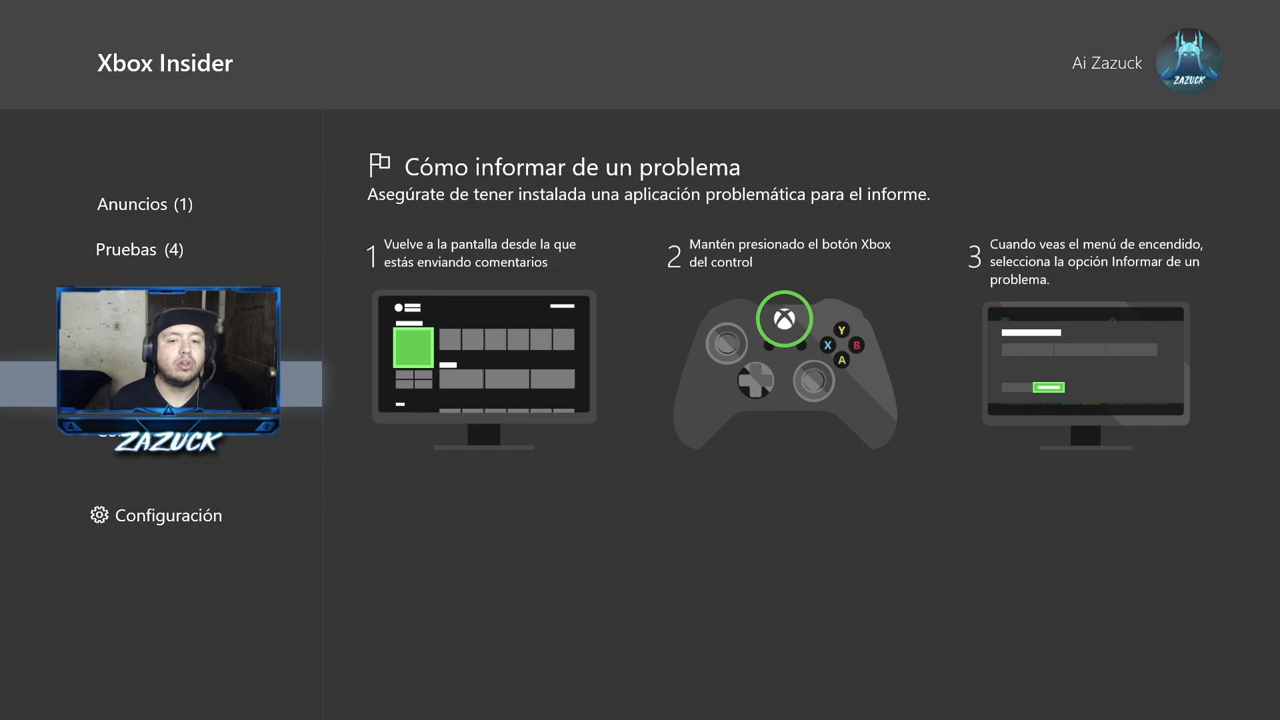 Xbox Insider
Ai Zazuck
ZAZUCK
Anuncios (1)
Pruebas (4)
ZAZUCK
Configuración
Cómo informar de un problema
Asegúrate de tener instalada una aplicación problemática para el informe.
1
Vuelve a la pantalla desde la que
estás enviando comentarios
2
Mantén presionado el botón Xbox
del control
Y
X
B
A
3
Cuando veas el menú de encendido,
selecciona la opción Informar de un
problema.